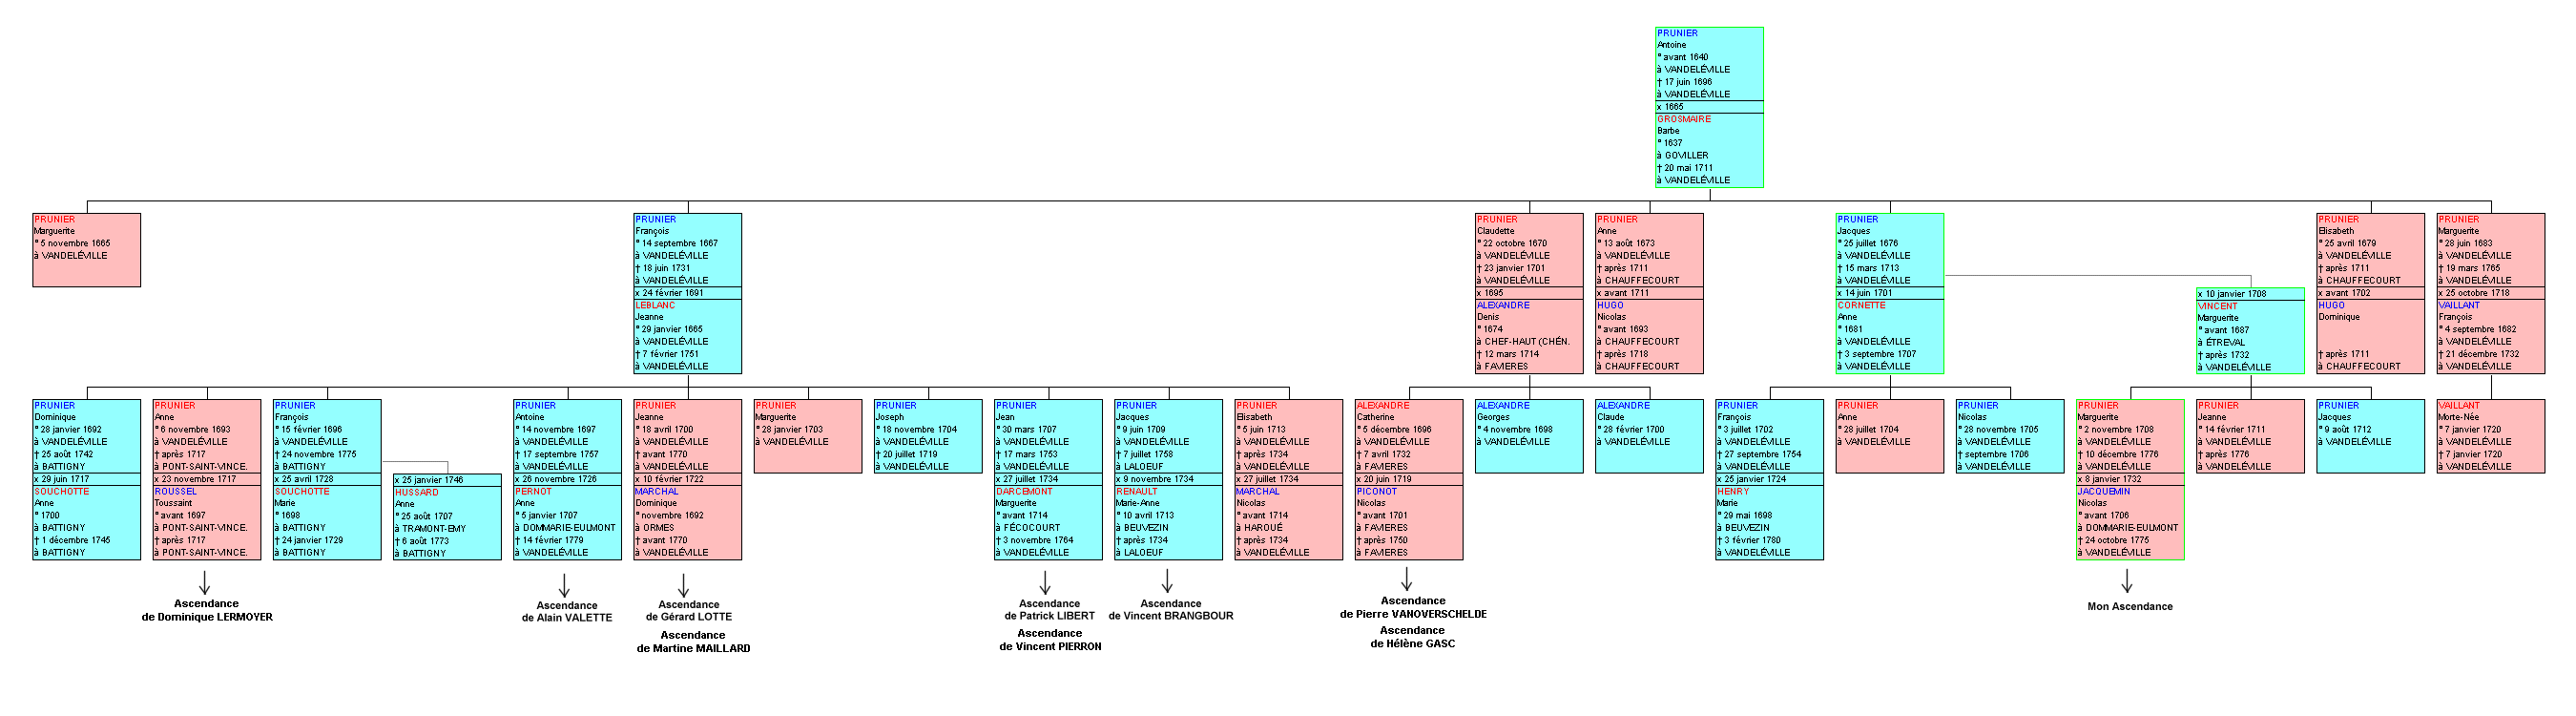 PRUNIER
Antoine
° avant 1640
à VANDELÉVILLE
† 17 juin 1696
à VANDELÉVILLE
x 1665
GROSMAIRE
Barbe
° 1637
à GOVILLER
† 20 mai 1711
à VANDELÉVILLE
PRUNIER
Marguerite
° 5 novembre 1665
à VANDELÉVILLE
PRUNIER
François
° 14 septembre 1667
à VANDELÉVILLE
† 18 juin 1731
à VANDELÉVILLE
x 24 février 1691
LEBLANC
Jeanne
° 29 janvier 1665
à VANDELÉVILLE
† 7 février 1751
à VANDELÉVILLE
PRUNIER
Claudette
° 22 octobre 1670
à VANDELÉVILLE
† 23 janvier 1701
à VANDELÉVILLE
x 1695
ALEXANDRE
Denis
° 1674
à CHEF-HAUT (CHÉN.
† 12 mars 1714
à FAVIERES
PRUNIER
Anne
° 13 août 1673
à VANDELÉVILLE
† après 1711
à CHAUFFECOURT
x avant 1711
HUGO
Nicolas
° avant 1693
à CHAUFFECOURT
† après 1718
à CHAUFFECOURT
PRUNIER
Jacques
° 25 juillet 1676
à VANDELÉVILLE
† 15 mars 1713
à VANDELÉVILLE
x 14 juin 1701
CORNETTE
Anne
° 1681
à VANDELÉVILLE
† 3 septembre 1707
à VANDELÉVILLE
x 10 janvier 1708
VINCENT
Marguerite
° avant 1687
à ÉTREVAL
† après 1732
à VANDELÉVILLE
PRUNIER
Elisabeth
° 25 avril 1679
à VANDELÉVILLE
† après 1711
à CHAUFFECOURT
x avant 1702
HUGO
Dominique
† après 1711
à CHAUFFECOURT
PRUNIER
Marguerite
° 28 juin 1683
à VANDELÉVILLE
† 19 mars 1765
à VANDELÉVILLE
x 25 octobre 1718
VAILLANT
François
° 4 septembre 1682
à VANDELÉVILLE
† 21 décembre 1732
à VANDELÉVILLE
PRUNIER
Dominique
° 28 janvier 1692
à VANDELÉVILLE
† 25 août 1742
à BATTIGNY
x 29 juin 1717
SOUCHOTTE
Anne
° 1700
à BATTIGNY
† 1 décembre 1745
à BATTIGNY
PRUNIER
Anne
° 6 novembre 1693
à VANDELÉVILLE
† après 1717
à PONT-SAINT-VINCE.
x 23 novembre 1717
ROUSSEL
Toussaint
° avant 1697
à PONT-SAINT-VINCE.
† après 1717
à PONT-SAINT-VINCE.
PRUNIER
François
° 15 février 1696
à VANDELÉVILLE
† 24 novembre 1775
à BATTIGNY
x 25 avril 1728
SOUCHOTTE
Marie
° 1698
à BATTIGNY
† 24 janvier 1729
à BATTIGNY
x 25 janvier 1746
HUSSARD
Anne
° 25 août 1707
à TRAMONT-EMY
† 6 août 1773
à BATTIGNY
PRUNIER
Antoine
° 14 novembre 1697
à VANDELÉVILLE
† 17 septembre 1757
à VANDELÉVILLE
x 26 novembre 1726
PERNOT
Anne
° 5 janvier 1707
à DOMMARIE-EULMONT
† 14 février 1779
à VANDELÉVILLE
PRUNIER
Jeanne
° 18 avril 1700
à VANDELÉVILLE
† avant 1770
à VANDELÉVILLE
x 10 février 1722
MARCHAL
Dominique
° novembre 1692
à ORMES
† avant 1770
à VANDELÉVILLE
PRUNIER
Marguerite
° 28 janvier 1703
à VANDELÉVILLE
PRUNIER
Joseph
° 18 novembre 1704
à VANDELÉVILLE
† 20 juillet 1719
à VANDELÉVILLE
PRUNIER
Jean
° 30 mars 1707
à VANDELÉVILLE
† 17 mars 1753
à VANDELÉVILLE
x 27 juillet 1734
DARCEMONT
Marguerite
° avant 1714
à FÉCOCOURT
† 3 novembre 1764
à VANDELÉVILLE
PRUNIER
Jacques
° 9 juin 1709
à VANDELÉVILLE
† 7 juillet 1758
à LALOEUF
x 9 novembre 1734
RENAULT
Marie-Anne
° 10 avril 1713
à BEUVEZIN
† après 1734
à LALOEUF
PRUNIER
Elisabeth
° 5 juin 1713
à VANDELÉVILLE
† après 1734
à VANDELÉVILLE
x 27 juillet 1734
MARCHAL
Nicolas
° avant 1714
à HAROUÉ
† après 1734
à VANDELÉVILLE
ALEXANDRE
Catherine
° 5 décembre 1696
à VANDELÉVILLE
† 7 avril 1732
à FAVIERES
x 20 juin 1719
PICONOT
Nicolas
° avant 1701
à FAVIERES
† après 1750
à FAVIERES
ALEXANDRE
Georges
° 4 novembre 1698
à VANDELÉVILLE
ALEXANDRE
Claude
° 28 février 1700
à VANDELÉVILLE
PRUNIER
François
° 3 juillet 1702
à VANDELÉVILLE
† 27 septembre 1754
à VANDELÉVILLE
x 25 janvier 1724
HENRY
Marie
° 29 mai 1698
à BEUVEZIN
† 3 février 1780
à VANDELÉVILLE
PRUNIER
Anne
° 28 juillet 1704
à VANDELÉVILLE
PRUNIER
Nicolas
° 28 novembre 1705
à VANDELÉVILLE
† septembre 1706
à VANDELÉVILLE
PRUNIER
Marguerite
° 2 novembre 1708
à VANDELÉVILLE
† 10 décembre 1776
à VANDELÉVILLE
x 8 janvier 1732
JACQUEMIN
Nicolas
° avant 1706
à DOMMARIE-EULMONT
† 24 octobre 1775
à VANDELÉVILLE
PRUNIER
Jeanne
° 14 février 1711
à VANDELÉVILLE
† après 1776
à VANDELÉVILLE
PRUNIER
Jacques
° 9 août 1712
à VANDELÉVILLE
VAILLANT
Morte-Née
° 7 janvier 1720
à VANDELÉVILLE
† 7 janvier 1720
à VANDELÉVILLE
Ascendance
de Dominique LERMOYER
Ascendance
de Alain VALETTE
Ascendance
de Gérard LOTTE
Ascendance
de Martine MAILLARD
Ascendance
de Patrick LIBERT
Ascendance
de Vincent PIERRON
Ascendance
de Vincent BRANGBOUR
Ascendance
de Pierre VANOVERSCHELDE
Ascendance
de Hélène GASC
Mon Ascendance